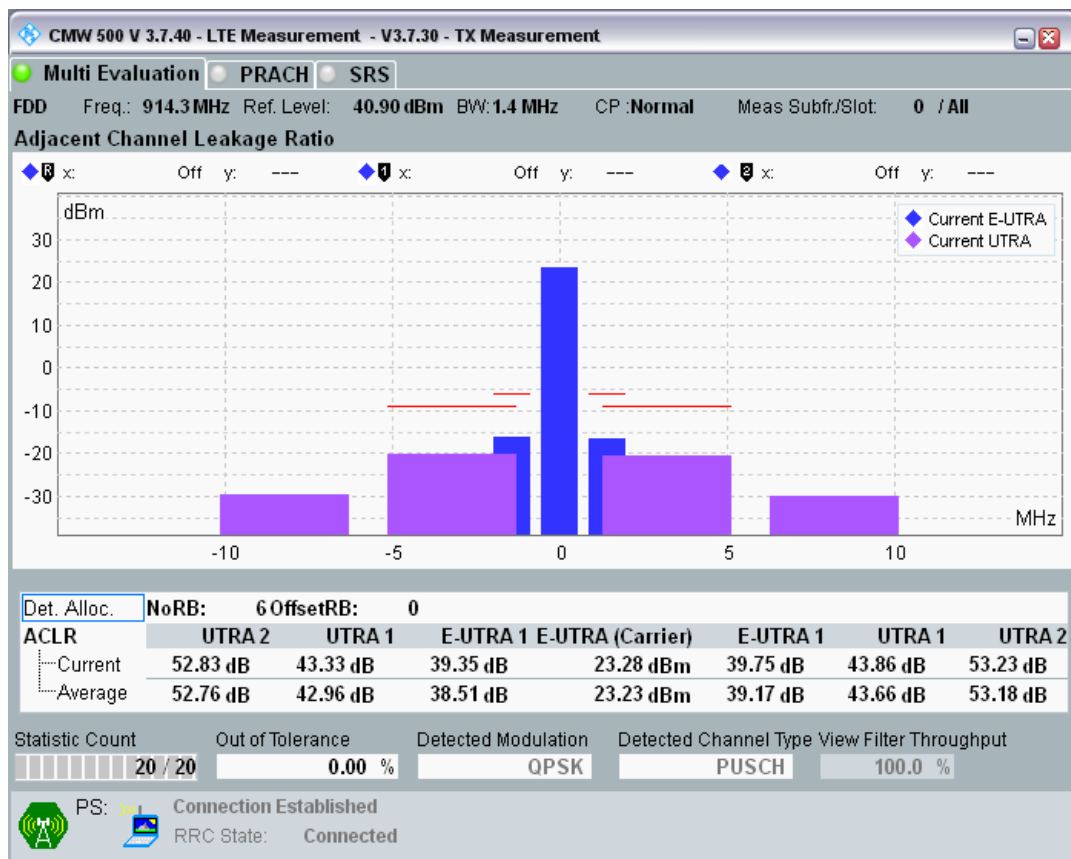 CMW 500 V 3.7.40 - LTE Measurement - V3.7.30 - TX Measurement
Multi Evaluation PRACH SRS
FDD Freq.: 914.3 MHz Ref. Level: 40.90 dBm BW: 1.4 MHz CP :Normal Meas Subfr./Slot: 0 / All
Adjacent Channel Leakage Ratio
R x: Off y: --- 1 x: Off y: --- 2 x: Off y: ---
dBm
Current E-UTRA
Current UTRA
30
20
10
0
-10
-20
-30
MHz
-10 -5 0 5 10
Det. Alloc. NoRB: 6 OffsetRB: 0
ACLR UTRA 2 UTRA 1 E-UTRA 1 E-UTRA (Carrier) E-UTRA 1 UTRA 1 UTRA 2
Current 52.83 dB 43.33 dB 39.35 dB 23.28 dBm 39.75 dB 43.86 dB 53.23 dB
Average 52.76 dB 42.96 dB 38.51 dB 23.23 dBm 39.17 dB 43.66 dB 53.18 dB
Statistic Count Out of Tolerance Detected Modulation Detected Channel Type View Filter Throughput
20 / 20 0.00 % QPSK PUSCH 100.0 %
PS: Connection Established
RRC State: Connected